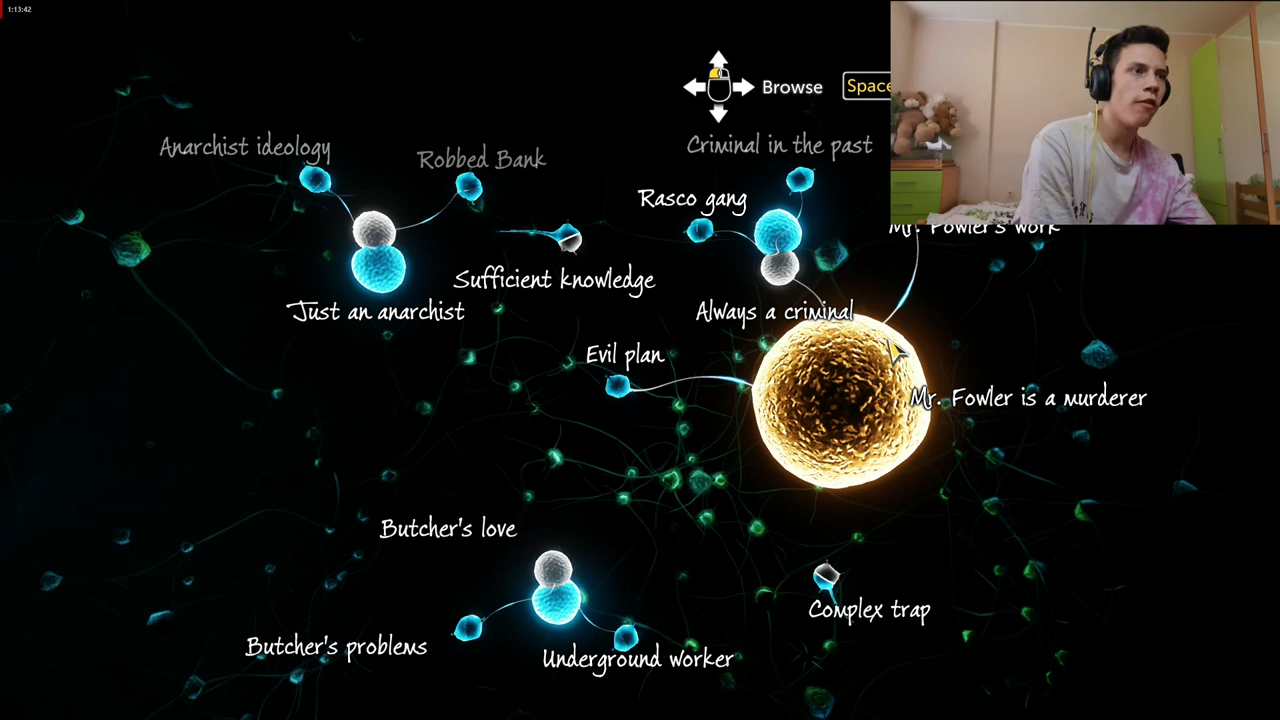 1:13:42
Browse
Space
Anarchist ideology
Robbed Bank
Criminal in the past
Rasco gang
Mr. Fowler's work
Sufficient knowledge
Just an anarchist
Always a criminal
Evil plan
Mr. Fowler is a murderer
Butcher's love
Complex trap
Butcher's problems
Underground worker